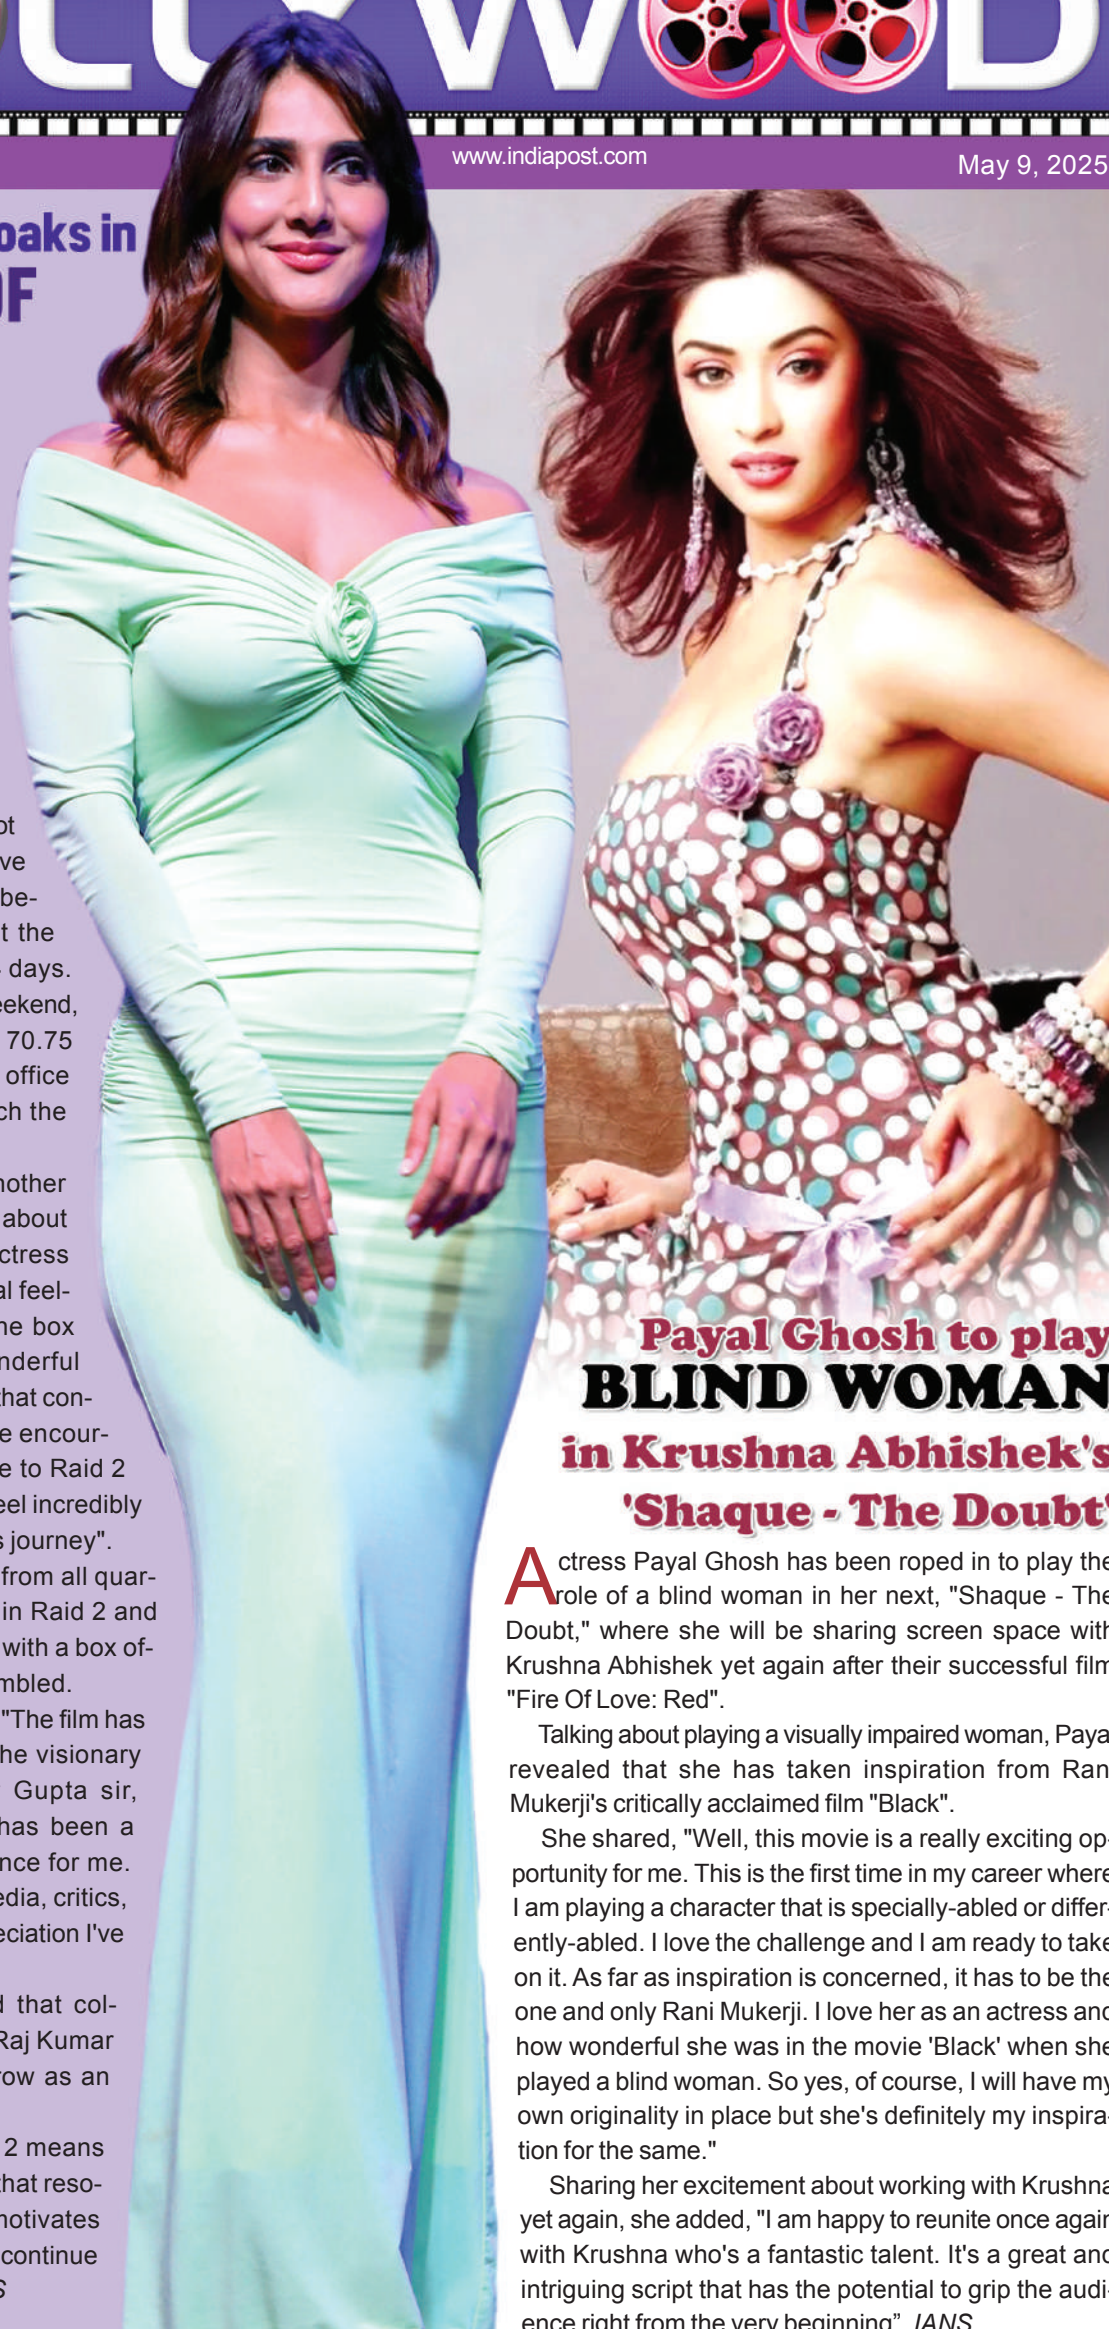 LLYWOOD
www.indiapost.com
May 9, 2025
oaks in
OF
ot
ve
be-
t the
days.
eekend,
70.75
office
ch the
nother
about
ctress
al feel-
he box
nderful
that con-
e encour-
e to Raid 2
eel incredibly
s journey".
from all quar-
in Raid 2 and
with a box of-
mbled.
"The film has
he visionary
Gupta sir,
has been a
nce for me.
edia, critics,
eciation I've
d that col-
Raj Kumar
row as an
2 means
that reso-
motivates
continue
S
Payal Ghosh to play
BLIND WOMAN
in Krushna Abhishek's
'Shaque - The Doubt'
Actress Payal Ghosh has been roped in to play the
role of a blind woman in her next, "Shaque - The
Doubt," where she will be sharing screen space with
Krushna Abhishek yet again after their successful film
"Fire Of Love: Red".
Talking about playing a visually impaired woman, Paya
revealed that she has taken inspiration from Ran
Mukerji's critically acclaimed film "Black".
She shared, "Well, this movie is a really exciting op-
portunity for me. This is the first time in my career where
I am playing a character that is specially-abled or differ-
ently-abled. I love the challenge and I am ready to take
on it. As far as inspiration is concerned, it has to be the
one and only Rani Mukerji. I love her as an actress and
how wonderful she was in the movie 'Black' when she
played a blind woman. So yes, of course, I will have my
own originality in place but she's definitely my inspira-
tion for the same."
Sharing her excitement about working with Krushna
yet again, she added, "I am happy to reunite once again
with Krushna who's a fantastic talent. It's a great and
intriguing script that has the potential to grip the audi-
ence right from the very beginning” IANS